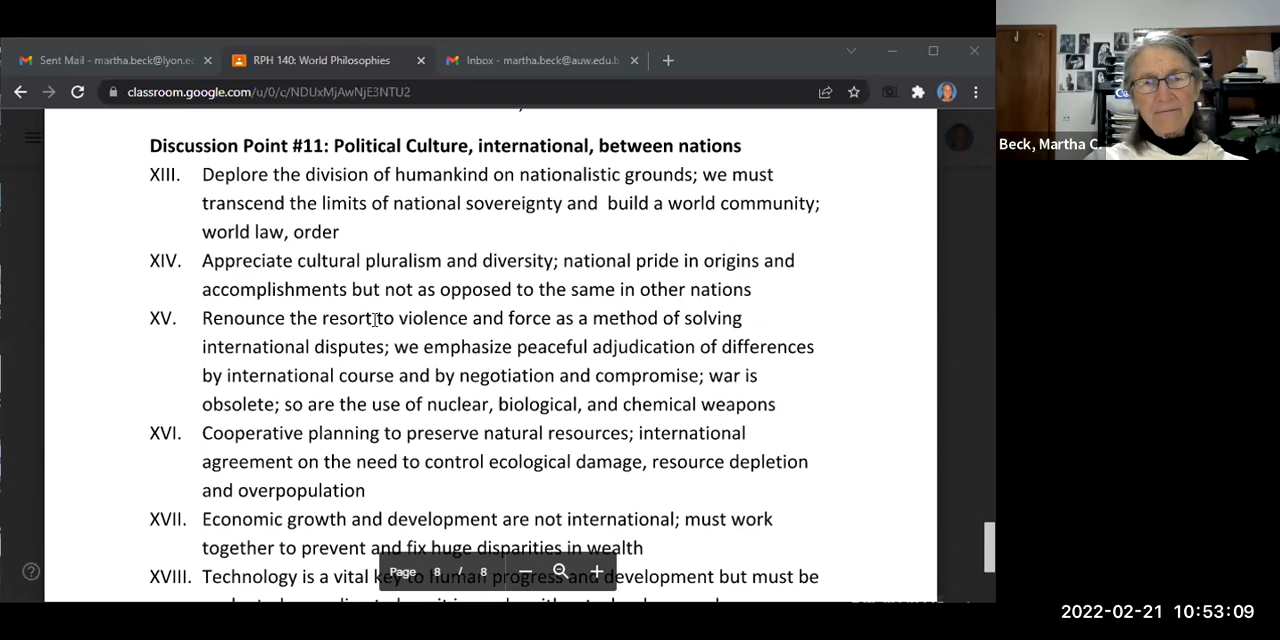 Sent Mail - martha.beck@lyon.e
RPH 140: World Philosophies
Inbox - martha.beck@auw.edu.b
classroom.google.com/u/0/c/NDUxMjAwNjE3NTU2
Beck, Martha C.
Discussion Point #11: Political Culture, international, between nations
XIII. Deplore the division of humankind on nationalistic grounds; we must
transcend the limits of national sovereignty and build a world community;
world law, order
XIV. Appreciate cultural pluralism and diversity; national pride in origins and
accomplishments but not as opposed to the same in other nations
XV. Renounce the resort to violence and force as a method of solving
international disputes; we emphasize peaceful adjudication of differences
by international course and by negotiation and compromise; war is
obsolete; so are the use of nuclear, biological, and chemical weapons
XVI. Cooperative planning to preserve natural resources; international
agreement on the need to control ecological damage, resource depletion
and overpopulation
XVII. Economic growth and development are not international; must work
together to prevent and fix huge disparities in wealth
XVIII. Technology is a vital key to human progress and development but must be
Page 8 / 8
2022-02-21 10:53:09